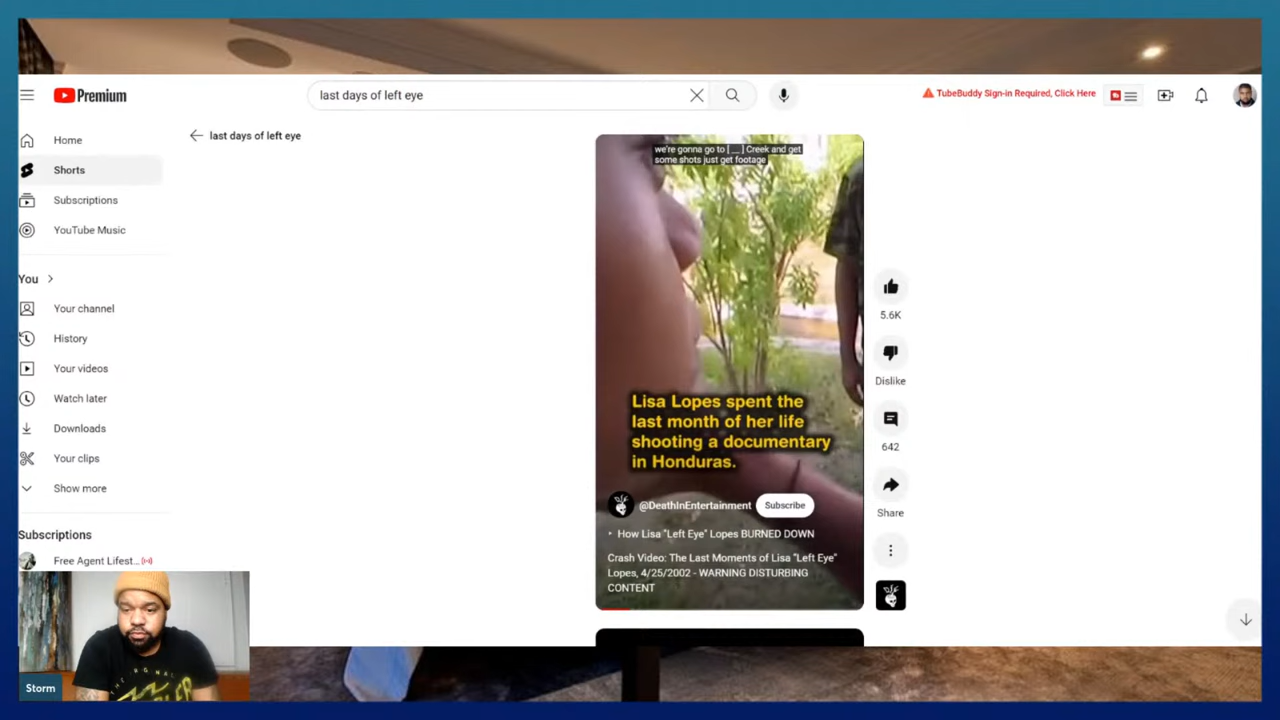 Premium
last days of left eye
TubeBuddy Sign-in Required, Click Here
Home
Shorts
Subscriptions
YouTube Music
You
Your channel
History
Your videos
Watch later
Downloads
Your clips
Show more
Subscriptions
Free Agent Lifest...
last days of left eye
we're gonna go to [ __ ] Creek and get
some shots just get footage
Lisa Lopes spent the
last month of her life
shooting a documentary
in Honduras.
@DeathInEntertainment
Subscribe
How Lisa "Left Eye" Lopes BURNED DOWN
Crash Video: The Last Moments of Lisa "Left Eye"
Lopes, 4/25/2002 - WARNING DISTURBING
CONTENT
5.6K
Dislike
642
Share
Storm